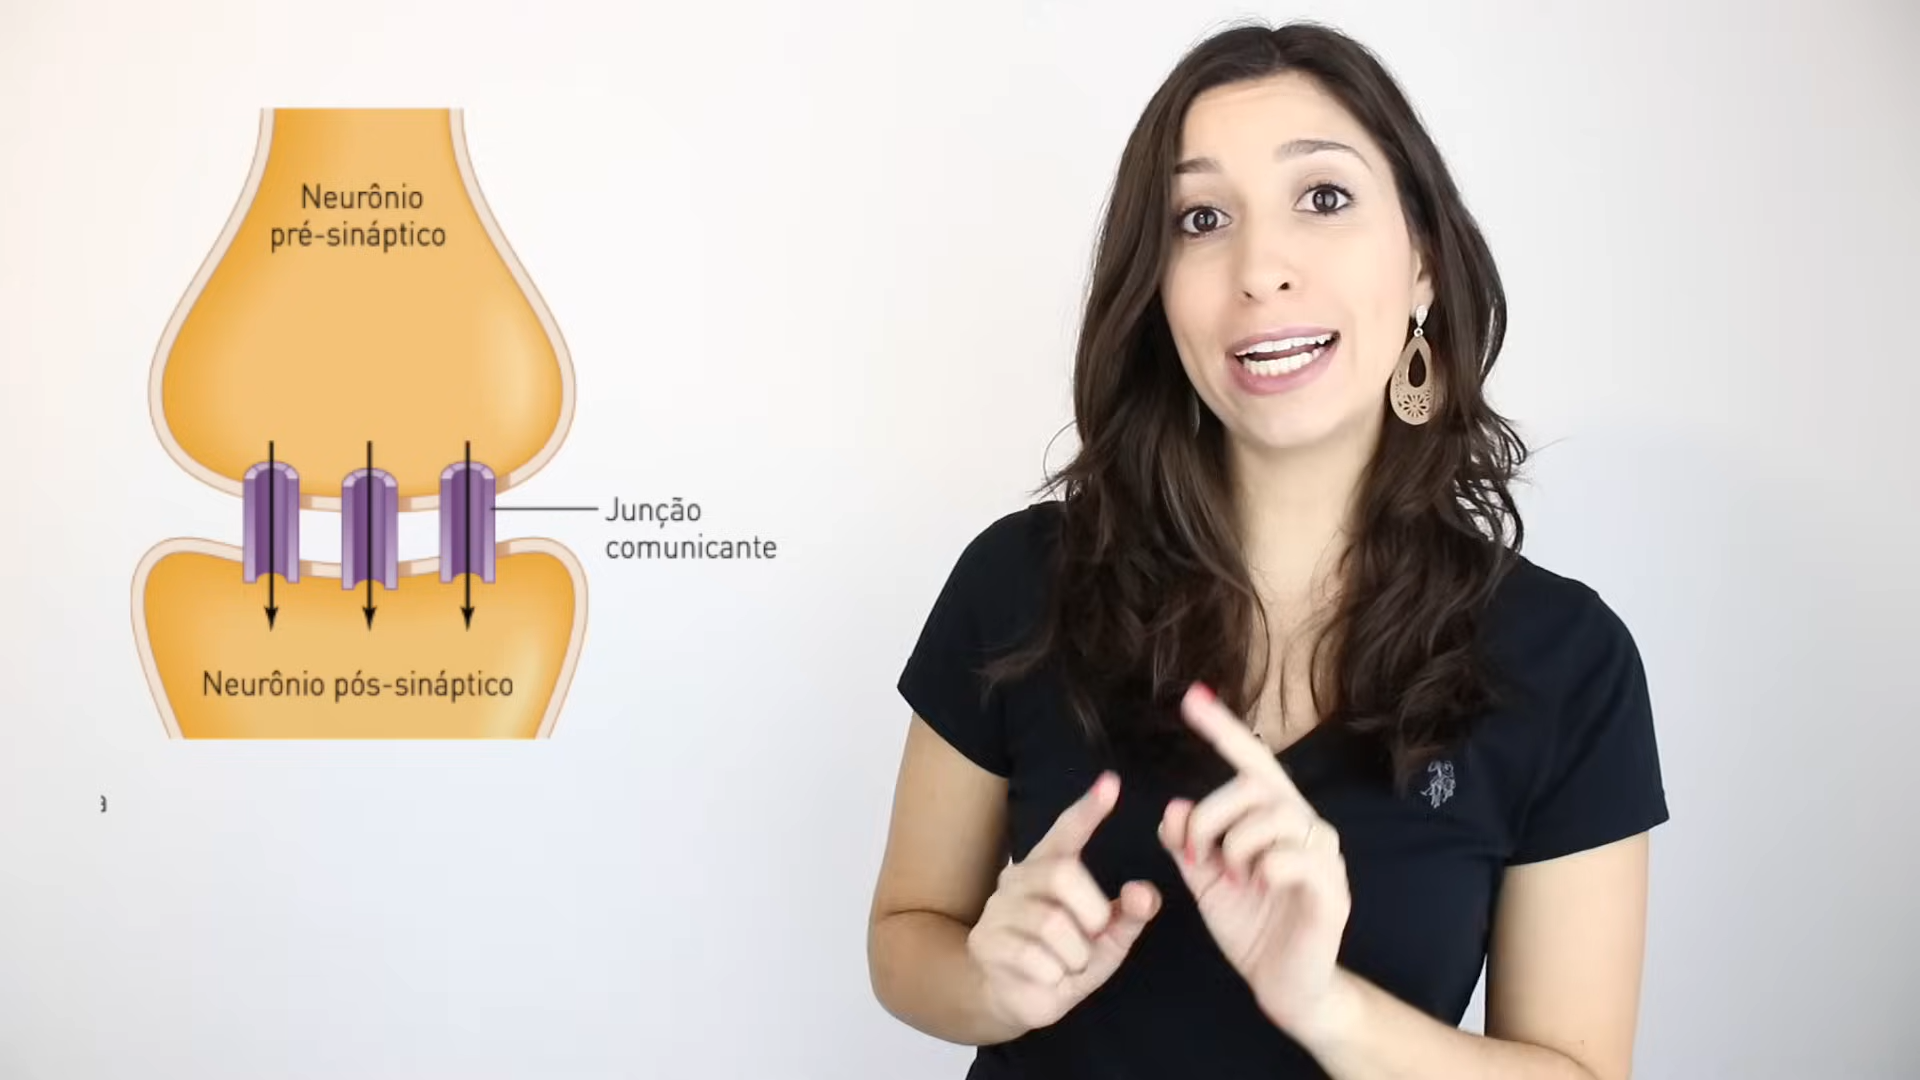 Neurônio
pré-sináptico
Junção
comunicante
Neurônio pós-sináptico
a